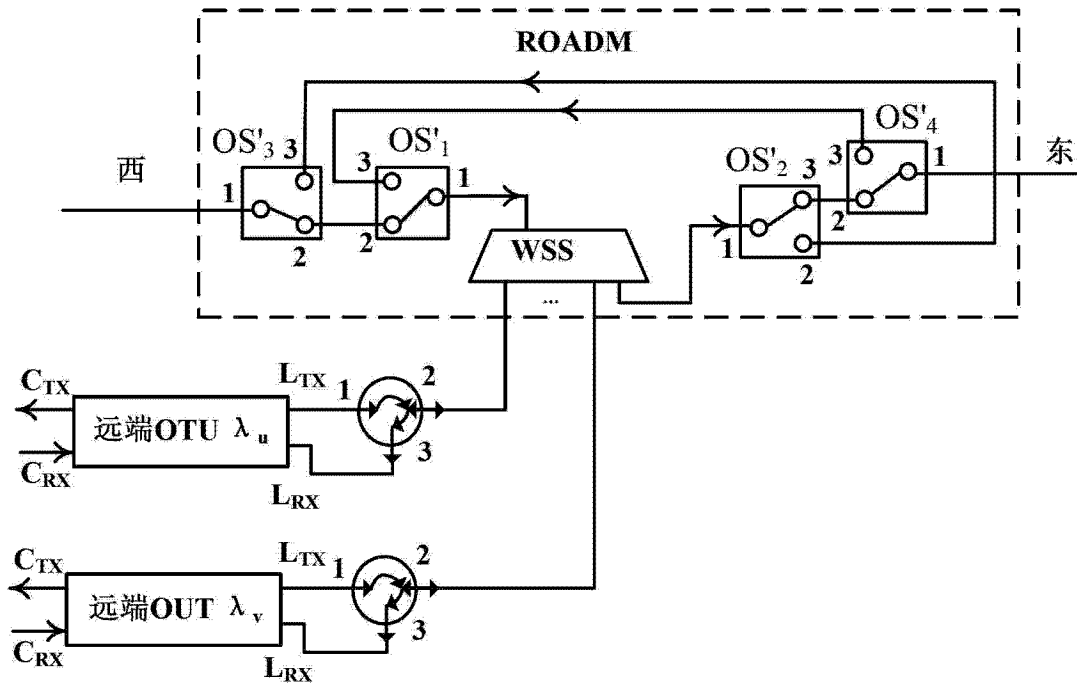 ROADM
OS'3
3
1
2
OS'1
3
1
2
OS'2
3
1
2
OS'4
3
1
2
西
东
WSS
...
CTX
CRX
远端OTU λu
LTX
LRX
1
2
3
CTX
CRX
远端OUT λv
LTX
LRX
1
2
3